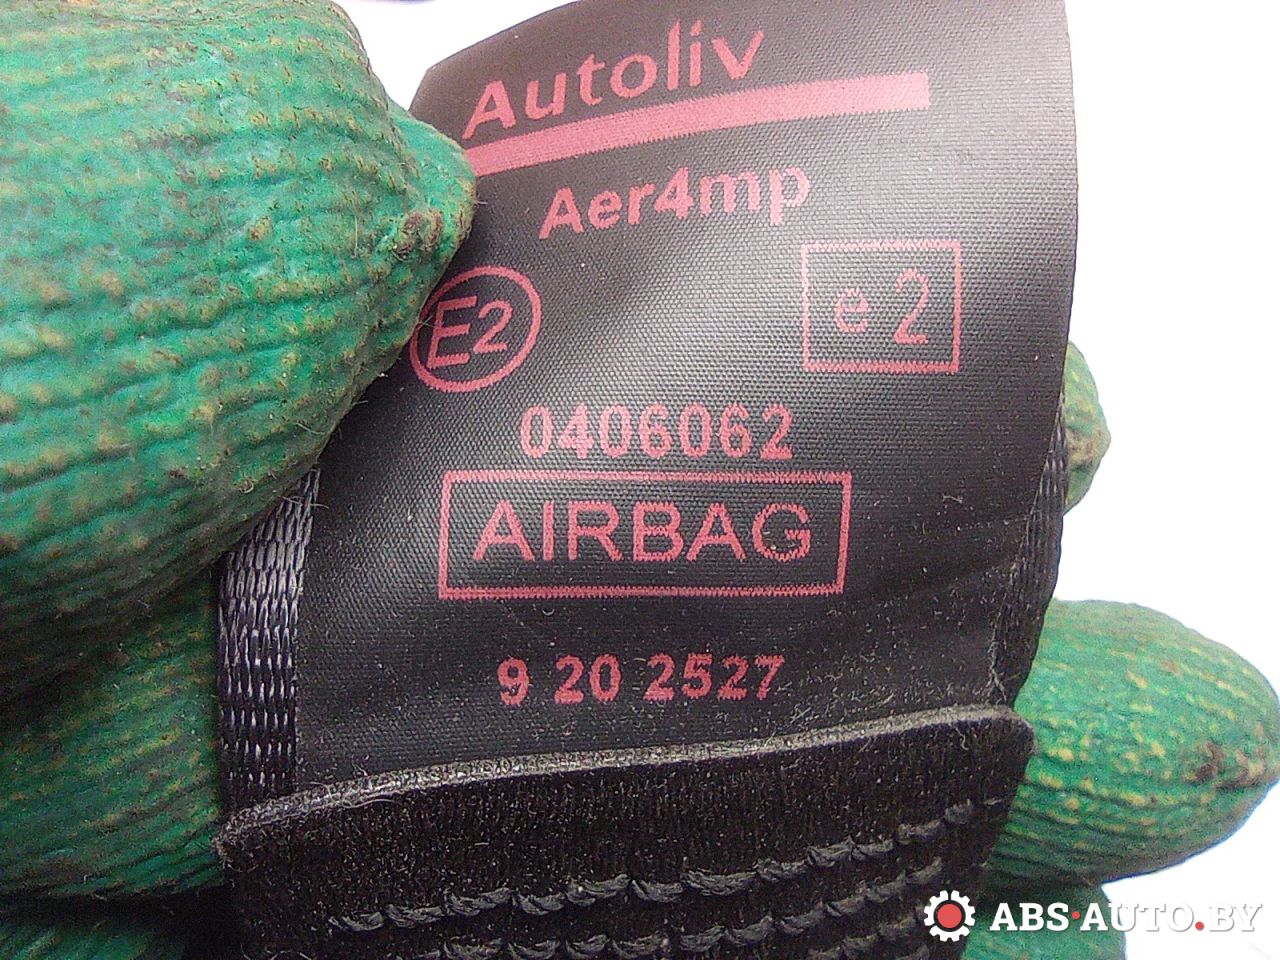 Autoliv
Aer4mp
E2 e2
0406062
AIRBAG
9 20 2527
ABS·AUTO.BY